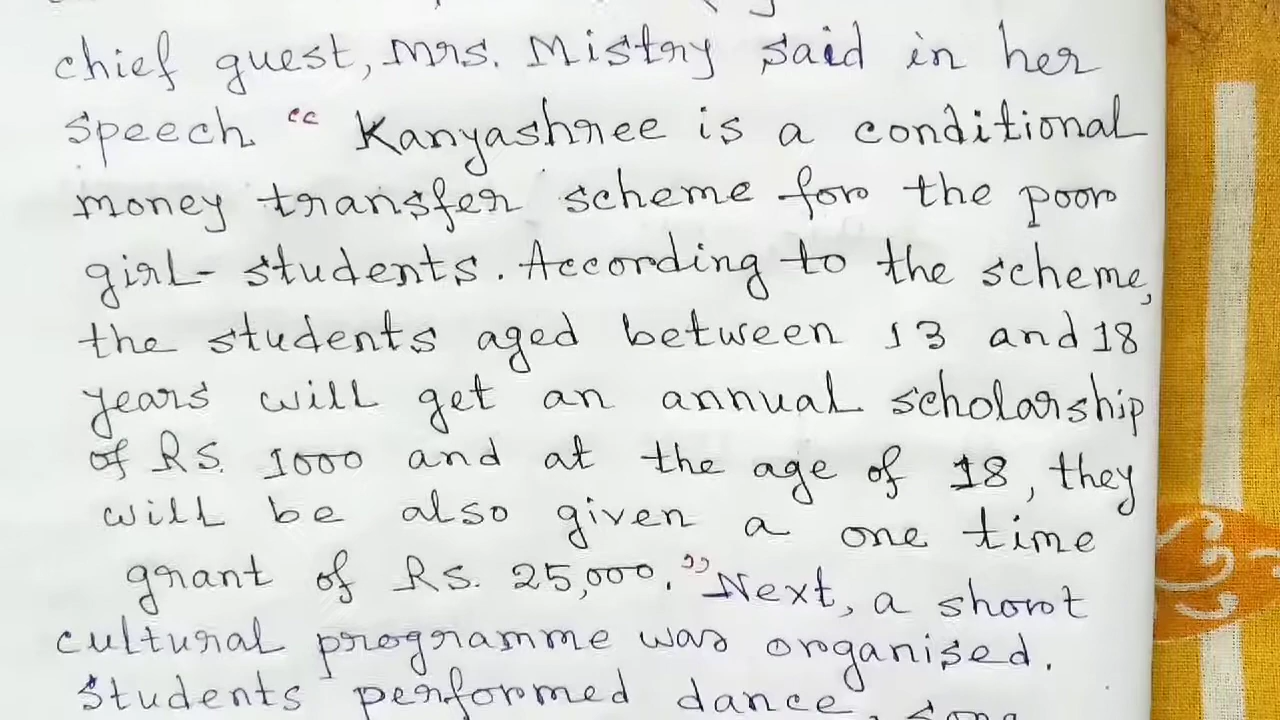 chief guest, Mrs. Mistry said in her
speech “ Kanyashree is a conditional
money transfer scheme for the poor
girl- students. According to the scheme,
the students aged between 13 and 18
years will get an annual scholarship
of Rs. 1000 and at the age of 18, they
will be also given a one time
grant of Rs. 25,000.” Next, a short
cultural programme was organised.
Students performed dance, song